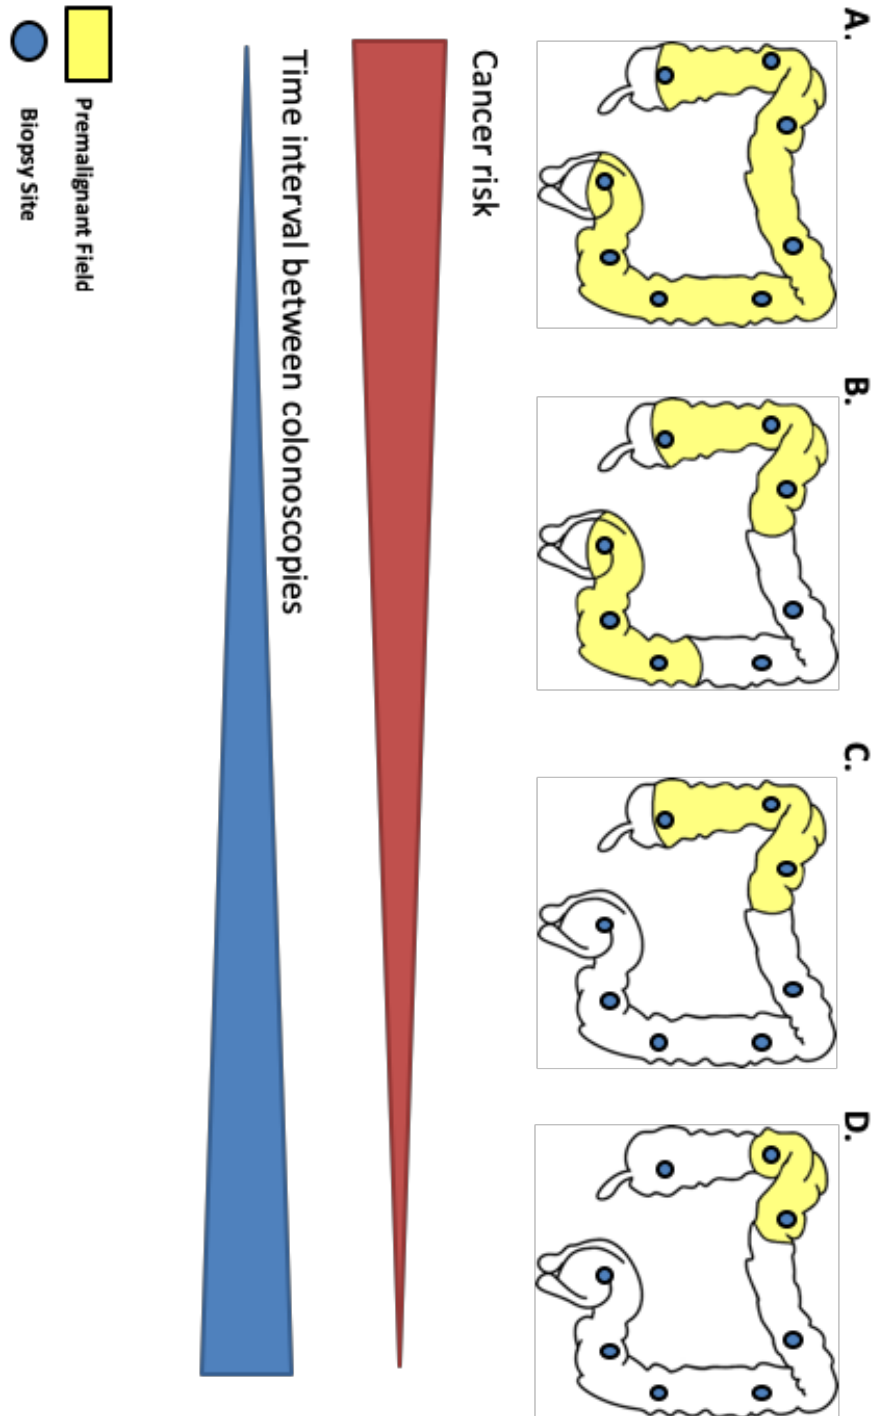 A.
B.
C.
D.
Cancer risk
Time interval between colonoscopies
Premalignant Field
Biopsy Site